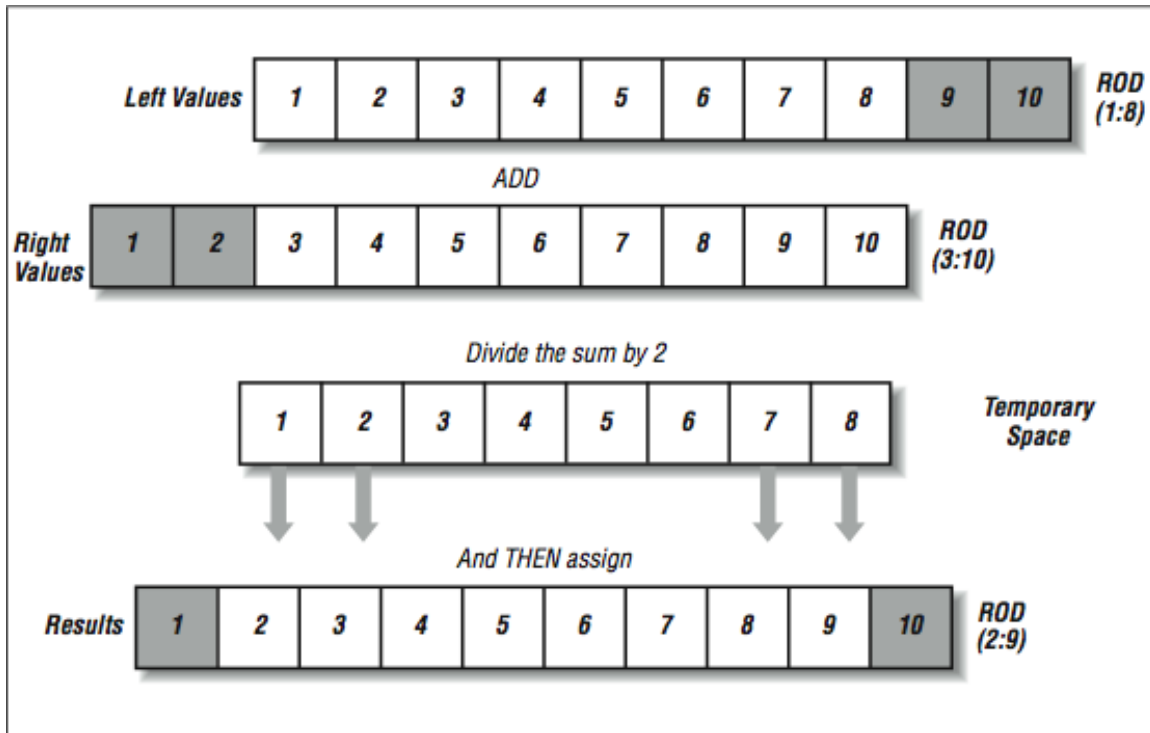 Left Values 1 2 3 4 5 6 7 8 9 10 ROD
(1:8)
ADD
Right
Values 1 2 3 4 5 6 7 8 9 10 ROD
(3:10)
Divide the sum by 2
1 2 3 4 5 6 7 8 Temporary
Space
And THEN assign
Results 1 2 3 4 5 6 7 8 9 10 ROD
(2:9)